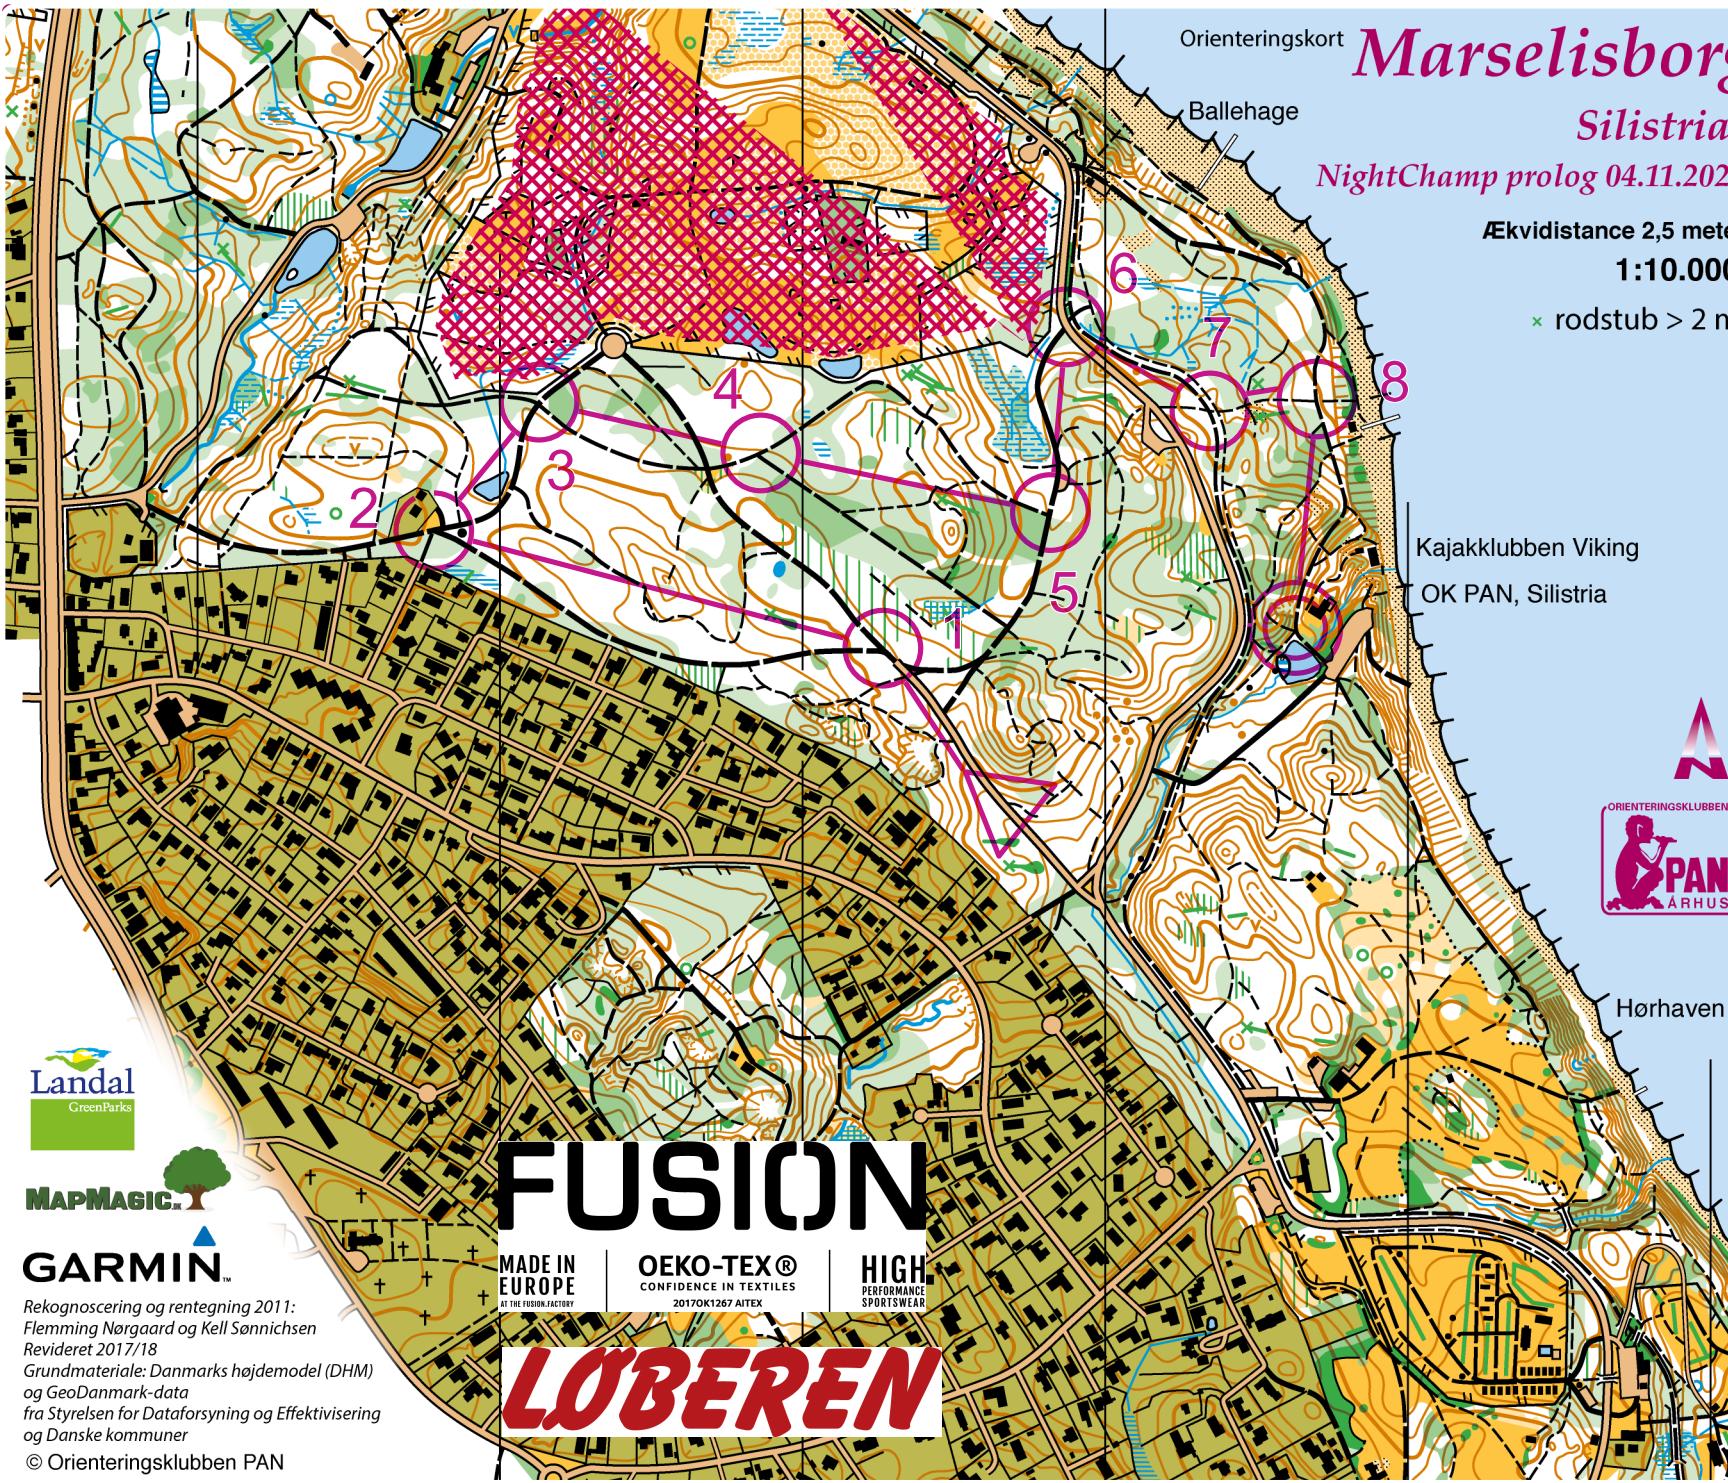 Orienteringskort
Marselisborg
Silistria
NightChamp prolog 04.11.202
Ballehage
Ækvidistance 2,5 mete
1:10.000
× rodstub > 2 m
6
7
8
4
3
2
5
1
Kajakklubben Viking
OK PAN, Silistria
ORIENTERINGSKLUBBEN
PAN
ÅRHUS
Hørhaven
Landal
GreenParks
MAPMAGIC.DK
GARMIN™
FUSION
MADE IN
EUROPE
AT THE FUSION.FACTORY
OEKO-TEX®
CONFIDENCE IN TEXTILES
2017OK1267 AITEX
HIGH
PERFORMANCE
SPORTSWEAR
LØBEREN
Rekognoscering og rentegning 2011:
Flemming Nørgaard og Kell Sønnichsen
Revideret 2017/18
Grundmateriale: Danmarks højdemodel (DHM)
og GeoDanmark-data
fra Styrelsen for Dataforsyning og Effektivisering
og Danske kommuner
© Orienteringsklubben PAN